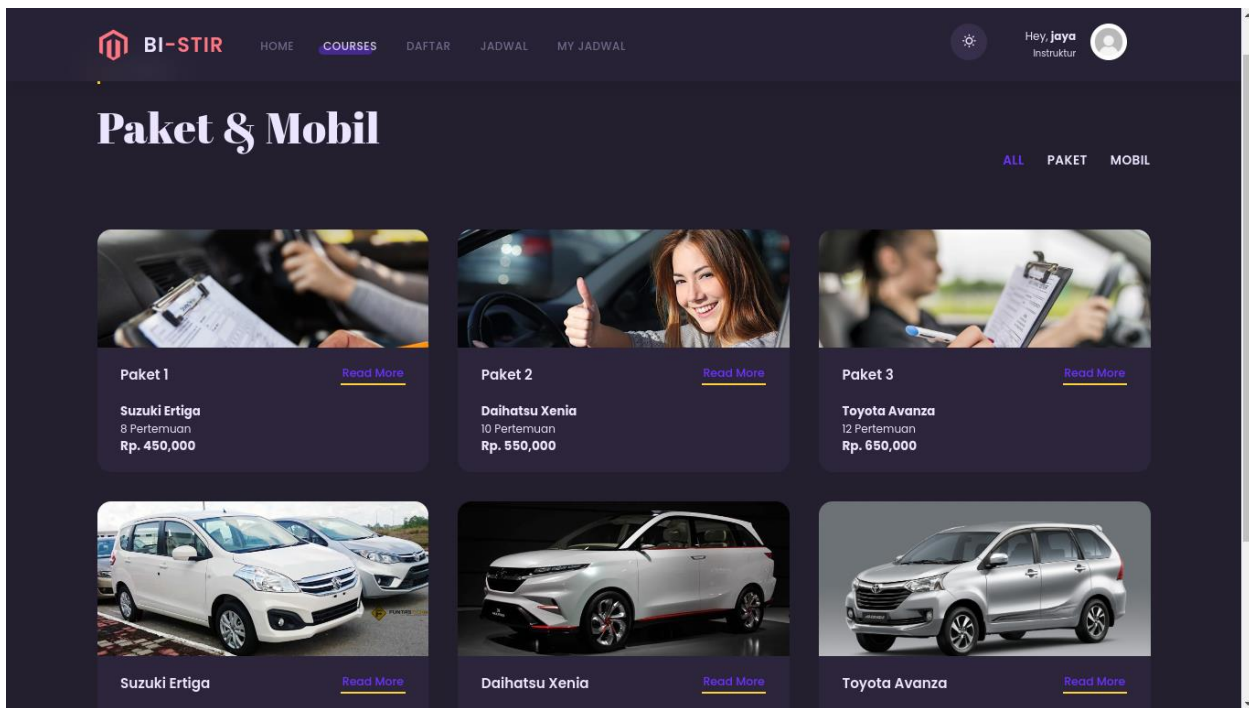 BI-STIR
HOME
COURSES
DAFTAR
JADWAL
MY JADWAL
Hey, jaya
Instruktur
Paket & Mobil
ALL
PAKET
MOBIL
Paket 1
Read More
Suzuki Ertiga
8 Pertemuan
Rp. 450,000
Paket 2
Read More
Daihatsu Xenia
10 Pertemuan
Rp. 550,000
Paket 3
Read More
Toyota Avanza
12 Pertemuan
Rp. 650,000
Suzuki Ertiga
Read More
Daihatsu Xenia
Read More
Toyota Avanza
Read More